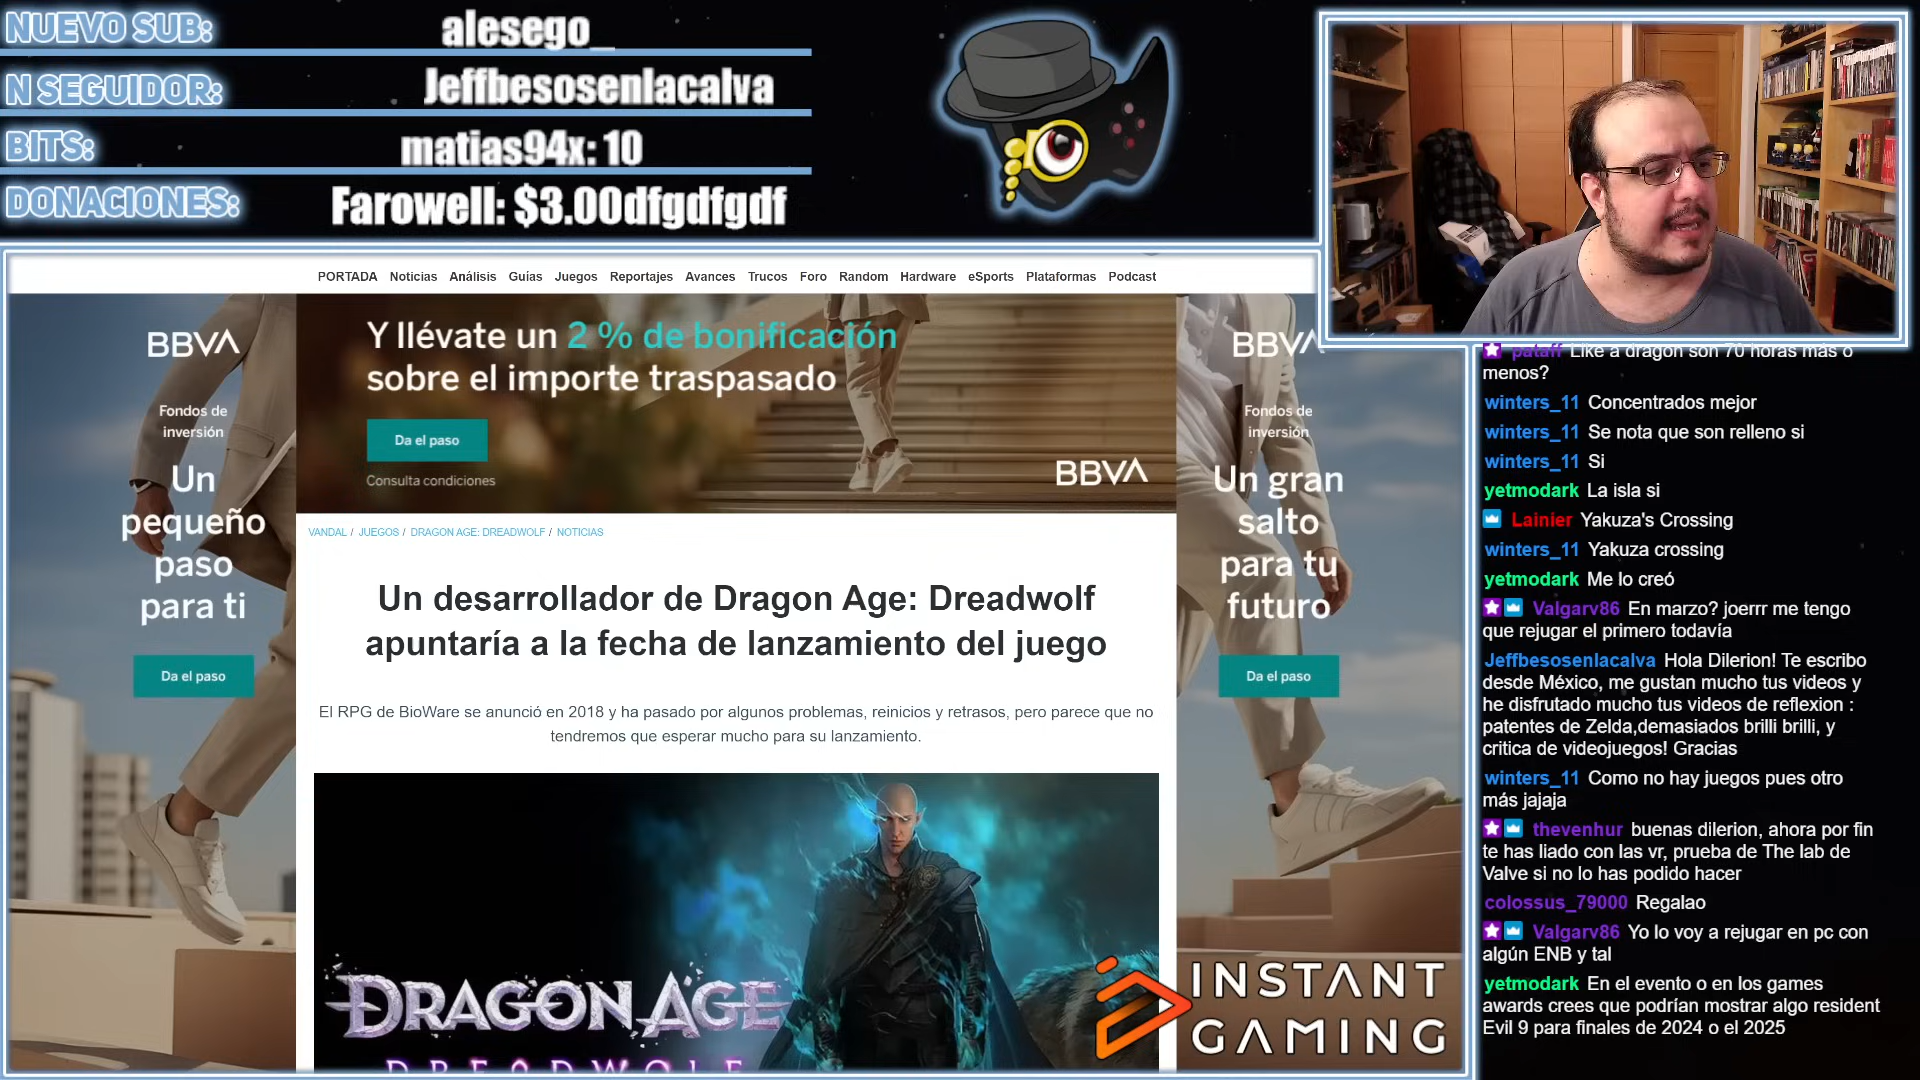 NUEVO SUB:
alesego_
N SEGUIDOR:
Jeffbesosenlacalva
BITS:
matias94x: 10
DONACIONES:
Farowell: $3.00dfgdfgdf
PORTADA Noticias Análisis Guías Juegos Reportajes Avances Trucos Foro Random Hardware eSports Plataformas Podcast
BBVA
Fondos de
inversión
Un
pequeño
paso
para ti
Da el paso
Y llévate un 2 % de bonificación
sobre el importe traspasado
Da el paso
Consulta condiciones
BBVA
BBVA
Fondos de
inversión
Un gran
salto
para tu
futuro
Da el paso
VANDAL / JUEGOS / DRAGON AGE: DREADWOLF / NOTICIAS
Un desarrollador de Dragon Age: Dreadwolf
apuntaría a la fecha de lanzamiento del juego
El RPG de BioWare se anunció en 2018 y ha pasado por algunos problemas, reinicios y retrasos, pero parece que no
tendremos que esperar mucho para su lanzamiento.
DRAGON AGE
DREADWOLF
INSTANT
GAMING
pataff Like a dragon son 70 horas más o
menos?
winters_11 Concentrados mejor
winters_11 Se nota que son relleno si
winters_11 Si
yetmodark La isla si
Lainier Yakuza's Crossing
winters_11 Yakuza crossing
yetmodark Me lo creó
Valgarv86 En marzo? joerrr me tengo
que rejugar el primero todavía
Jeffbesosenlacalva Hola Dilerion! Te escribo
desde México, me gustan mucho tus videos y
he disfrutado mucho tus videos de reflexion :
patentes de Zelda,demasiados brilli brilli, y
critica de videojuegos! Gracias
winters_11 Como no hay juegos pues otro
más jajaja
thevenhur buenas dilerion, ahora por fin
te has liado con las vr, prueba de The lab de
Valve si no lo has podido hacer
colossus_79000 Regalao
Valgarv86 Yo lo voy a rejugar en pc con
algún ENB y tal
yetmodark En el evento o en los games
awards crees que podrían mostrar algo resident
Evil 9 para finales de 2024 o el 2025